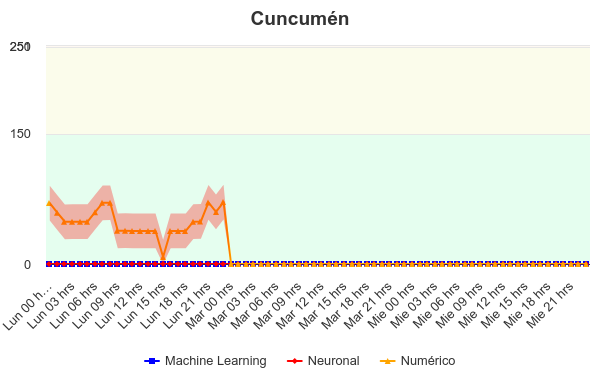 Cuncumén
250
150
0
Lun 00 h…
Lun 03 hrs
Lun 06 hrs
Lun 09 hrs
Lun 12 hrs
Lun 15 hrs
Lun 18 hrs
Lun 21 hrs
Mar 00 hrs
Mar 03 hrs
Mar 06 hrs
Mar 09 hrs
Mar 12 hrs
Mar 15 hrs
Mar 18 hrs
Mar 21 hrs
Mie 00 hrs
Mie 03 hrs
Mie 06 hrs
Mie 09 hrs
Mie 12 hrs
Mie 15 hrs
Mie 18 hrs
Mie 21 hrs
Machine Learning Neuronal Numérico